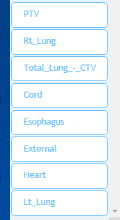 PTV
Rt_Lung
Total_Lung_-_CTV
Cord
Esophagus
External
Heart
Lt_Lung